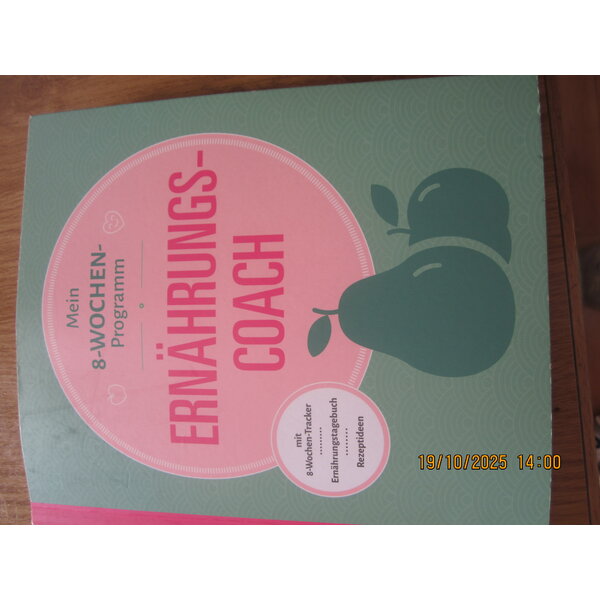 Mein
8-WOCHEN-
Programm
ERNÄHRUNGS-
COACH
mit
8-Wochen-Tracker
Ernährungstagebuch
Rezeptideen
19/10/2025 14:00